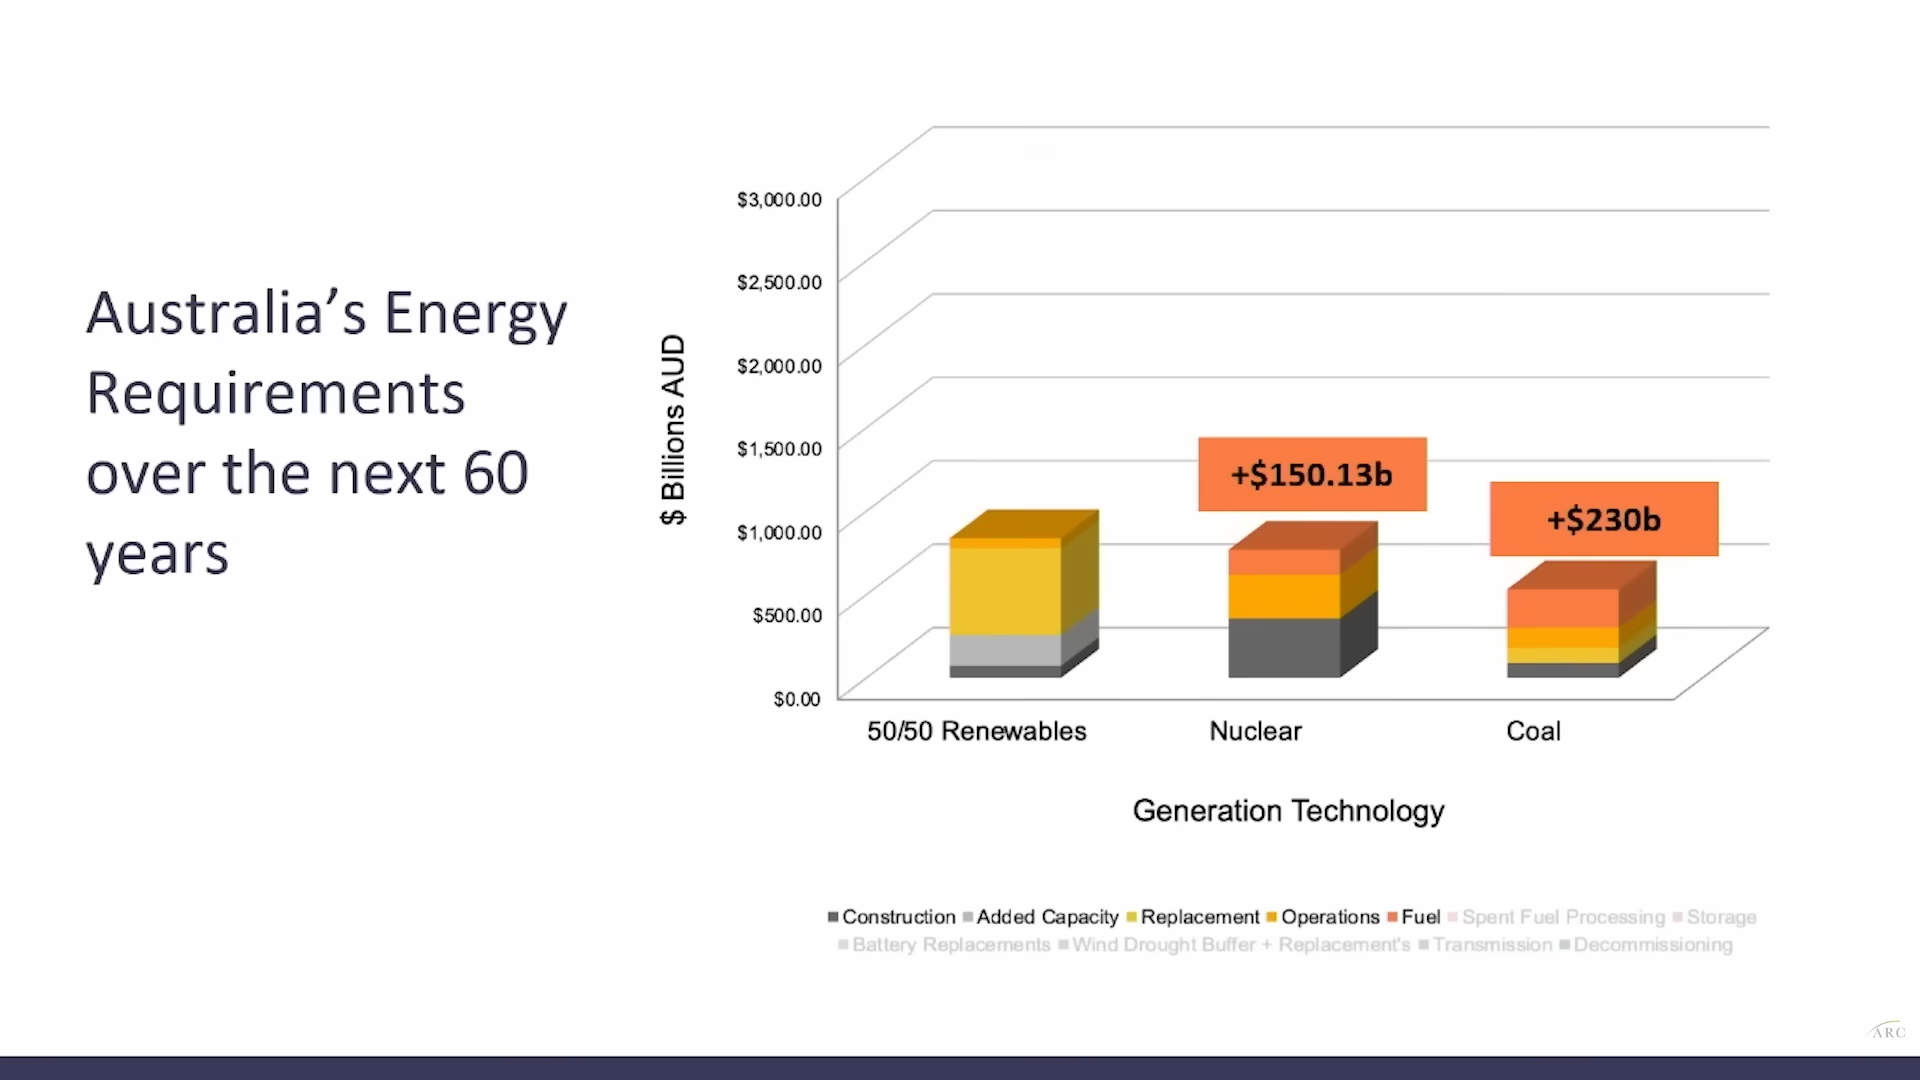 Australia’s Energy
Requirements
over the next 60
years
$ Billions AUD
$3,000.00
$2,500.00
$2,000.00
$1,500.00
$1,000.00
$500.00
$0.00
+$150.13b
+$230b
50/50 Renewables
Nuclear
Coal
Generation Technology
Construction Added Capacity Replacement Operations Fuel Spent Fuel Processing Storage
Battery Replacements Wind Drought Buffer + Replacement's Transmission Decommissioning
ARC